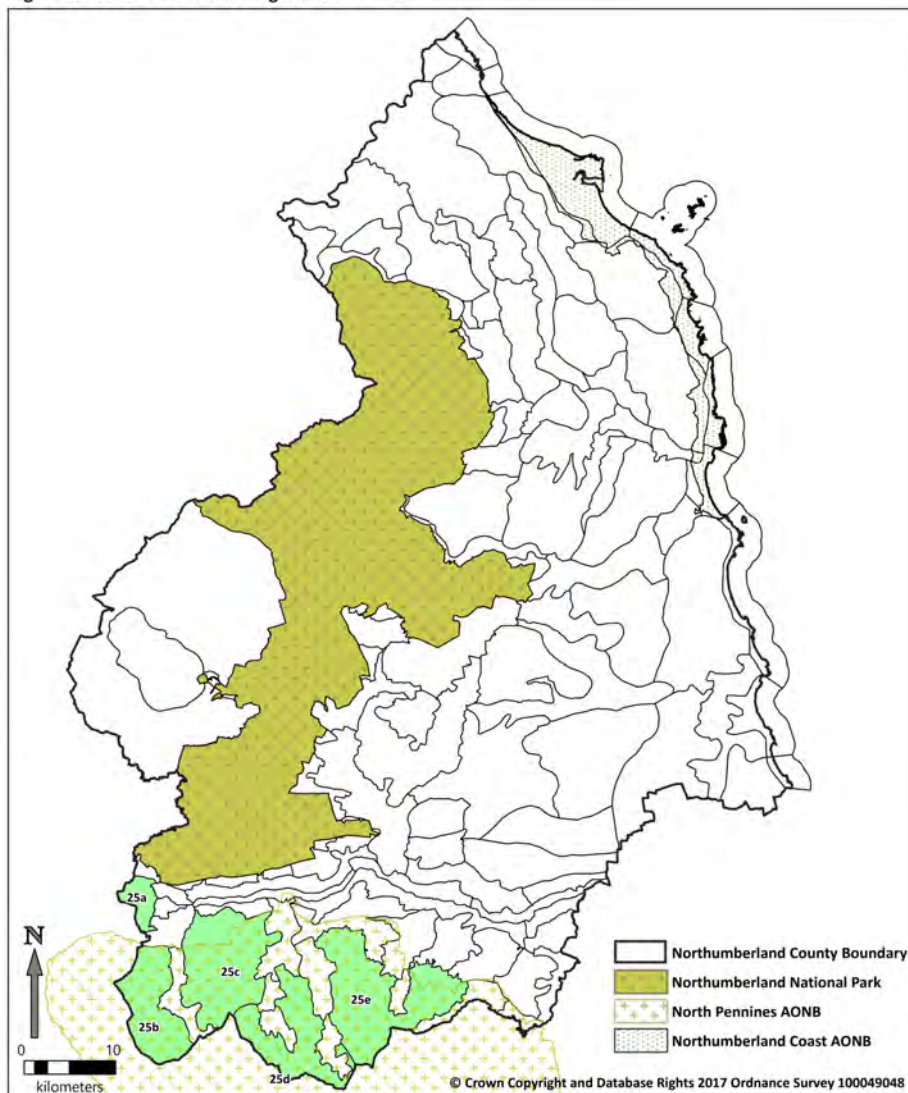 25a
N
25c
25e
25b
25d
0 10
kilometers
Northumberland County Boundary
Northumberland National Park
North Pennines AONB
Northumberland Coast AONB
© Crown Copyright and Database Rights 2017 Ordnance Survey 100049048